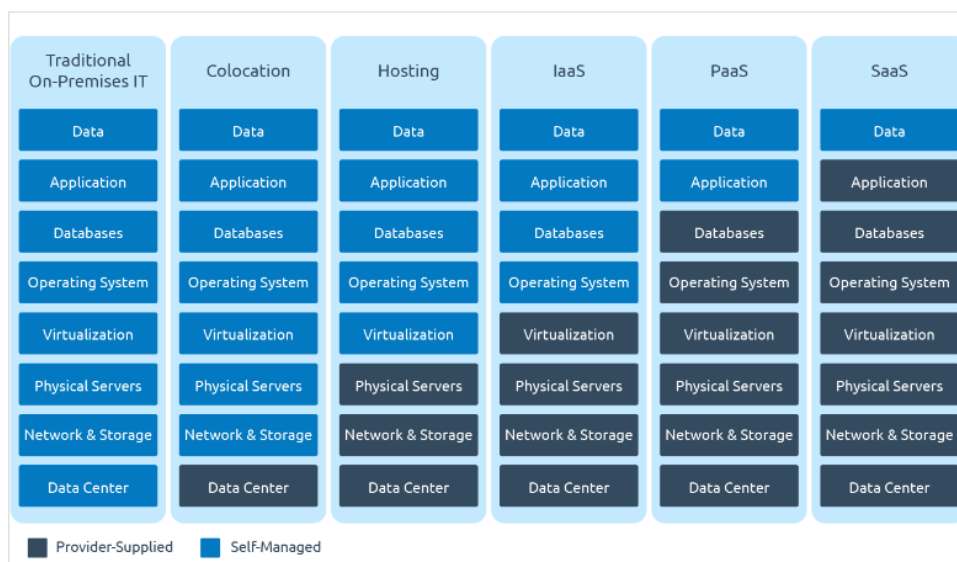 Traditional
On-Premises IT
Colocation
Hosting
IaaS
PaaS
SaaS
Data
Data
Data
Data
Data
Data
Application
Application
Application
Application
Application
Application
Databases
Databases
Databases
Databases
Databases
Databases
Operating System
Operating System
Operating System
Operating System
Operating System
Operating System
Virtualization
Virtualization
Virtualization
Virtualization
Virtualization
Virtualization
Physical Servers
Physical Servers
Physical Servers
Physical Servers
Physical Servers
Physical Servers
Network & Storage
Network & Storage
Network & Storage
Network & Storage
Network & Storage
Network & Storage
Data Center
Data Center
Data Center
Data Center
Data Center
Data Center
Provider-Supplied
Self-Managed